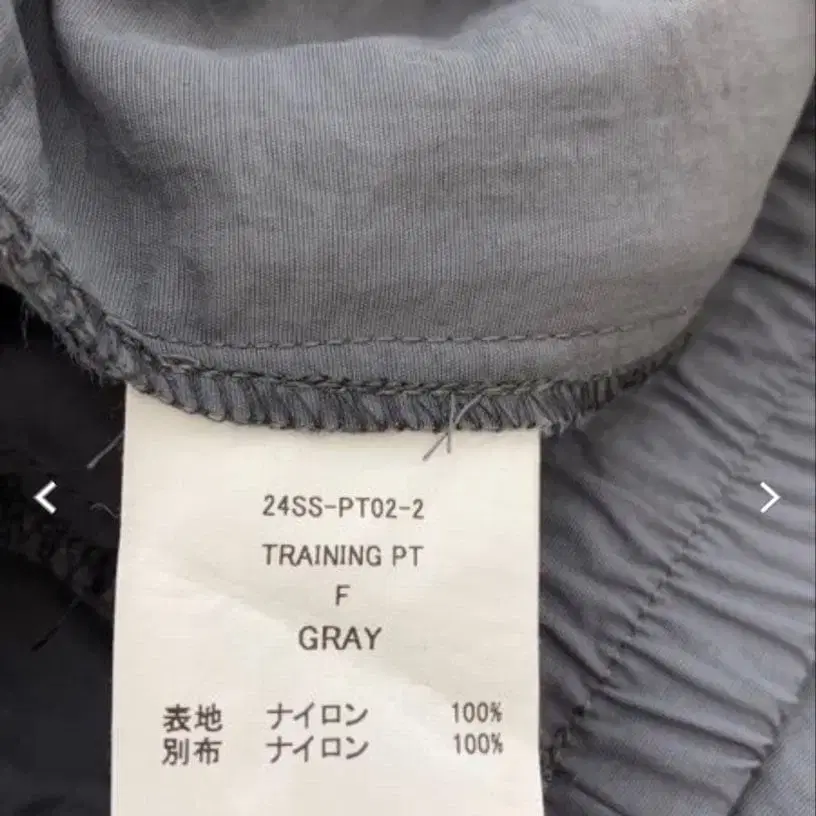 24SS-PT02-2
TRAINING PT
F
GRAY
表地 ナイロン 100%
別布 ナイロン 100%